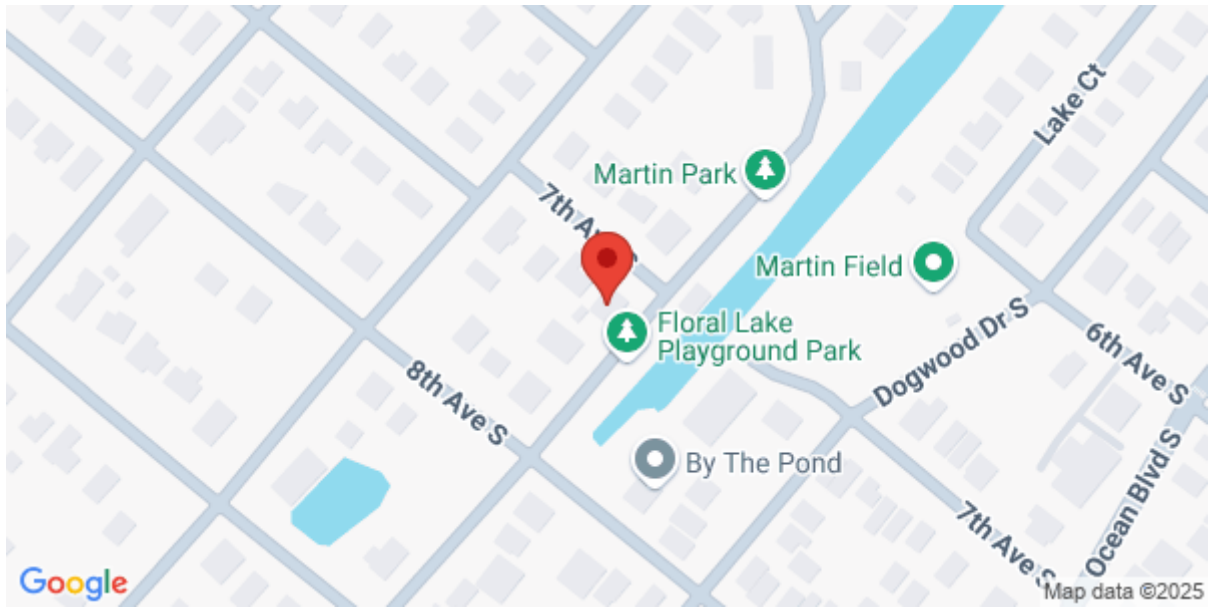 Lake Ct
Martin Park
7th Ave S
Martin Field
Floral Lake
Playground Park
Dogwood Dr S
6th Ave S
8th Ave S
By The Pond
7th Ave S
Ocean Blvd S
Google
Map data ©2025